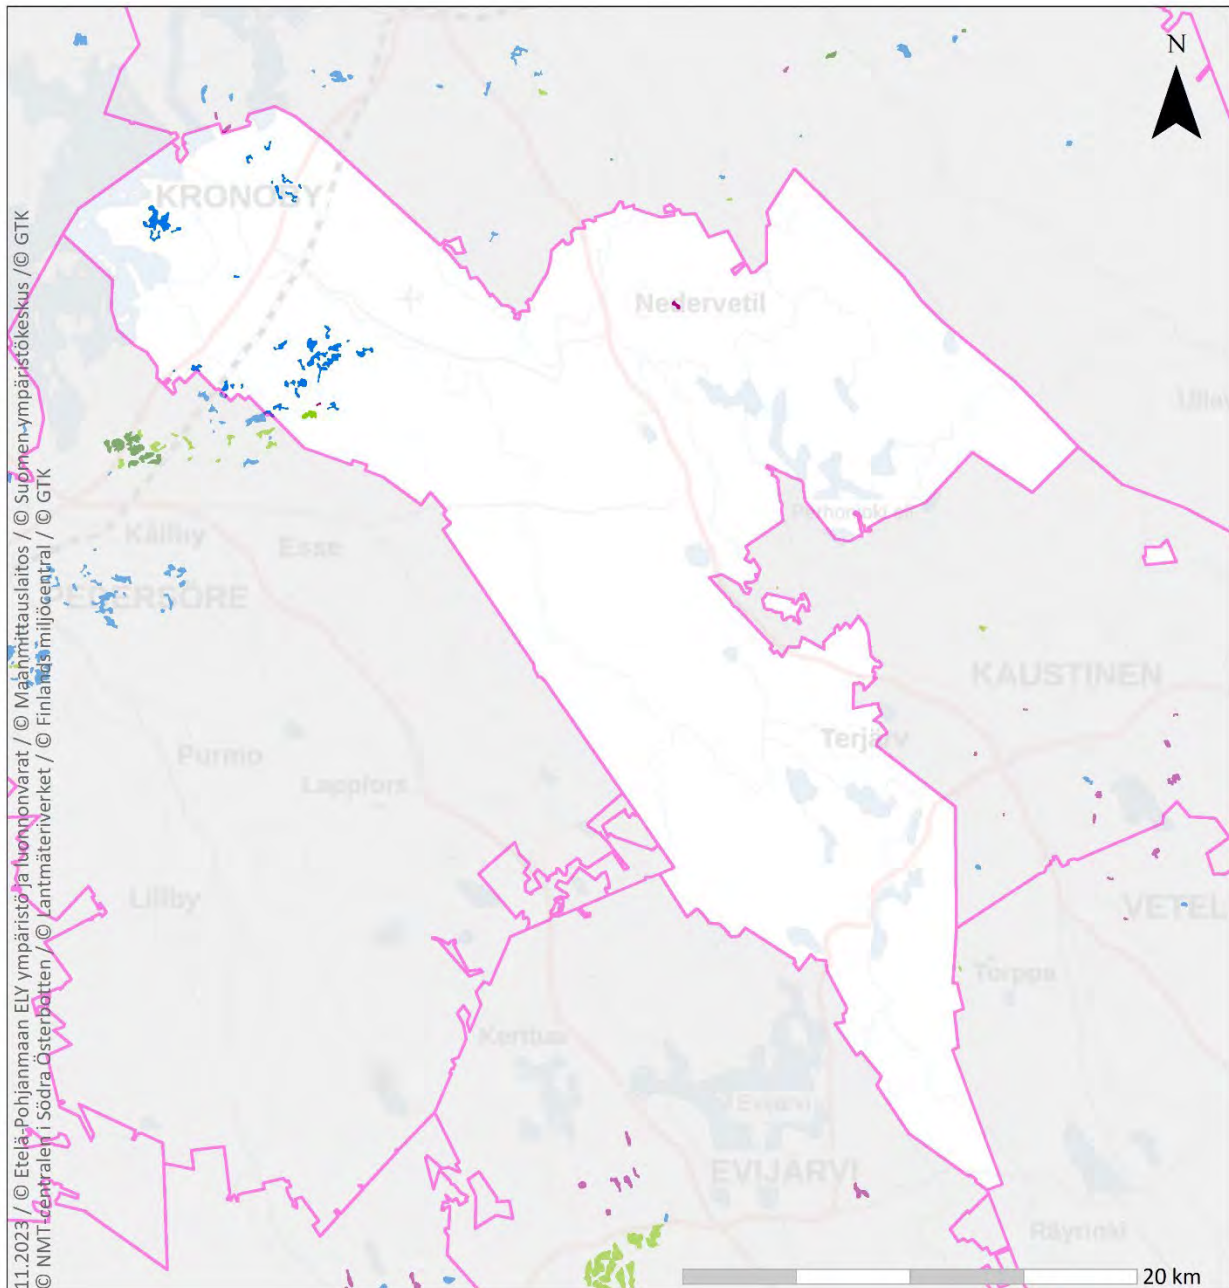 N
KRONOBY
Nedervetil
Kållby
Esse
PEDERSÖRE
KAUSTINEN
Terjärv
Purmo
Lappfors
Lillby
VETEL
Torppa
Kortbas
Evijärvi
EVIJÄRVI
Räyrinki
20 km
11.2023 / © Etelä-Pohjanmaan ELY ympäristö ja luonnonvarat / © Maanmittauslaitos / © Suomen ympäristökeskus /© GTK
© NMT-centralen i Södra Österbotten / © Lantmäteriverket / © Finlands miljöcentral / © GTK